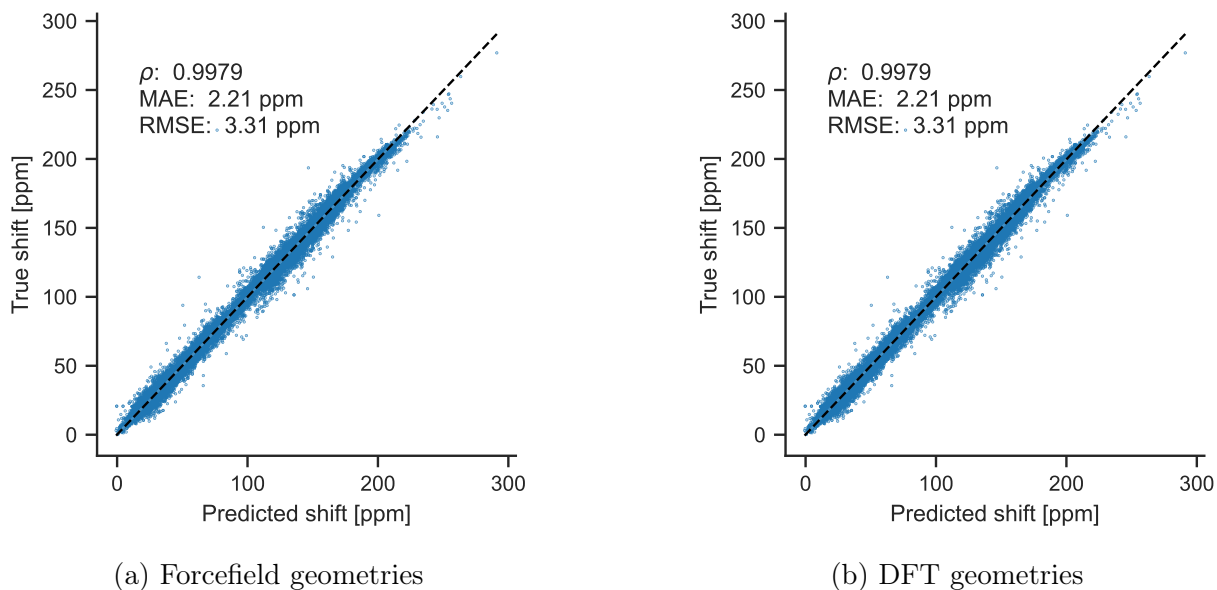 300
250
200
150
100
50
0
True shift [ppm]
ρ: 0.9979
MAE: 2.21 ppm
RMSE: 3.31 ppm
0 100 200 300
Predicted shift [ppm]
(a) Forcefield geometries
300
250
200
150
100
50
0
True shift [ppm]
ρ: 0.9979
MAE: 2.21 ppm
RMSE: 3.31 ppm
0 100 200 300
Predicted shift [ppm]
(b) DFT geometries